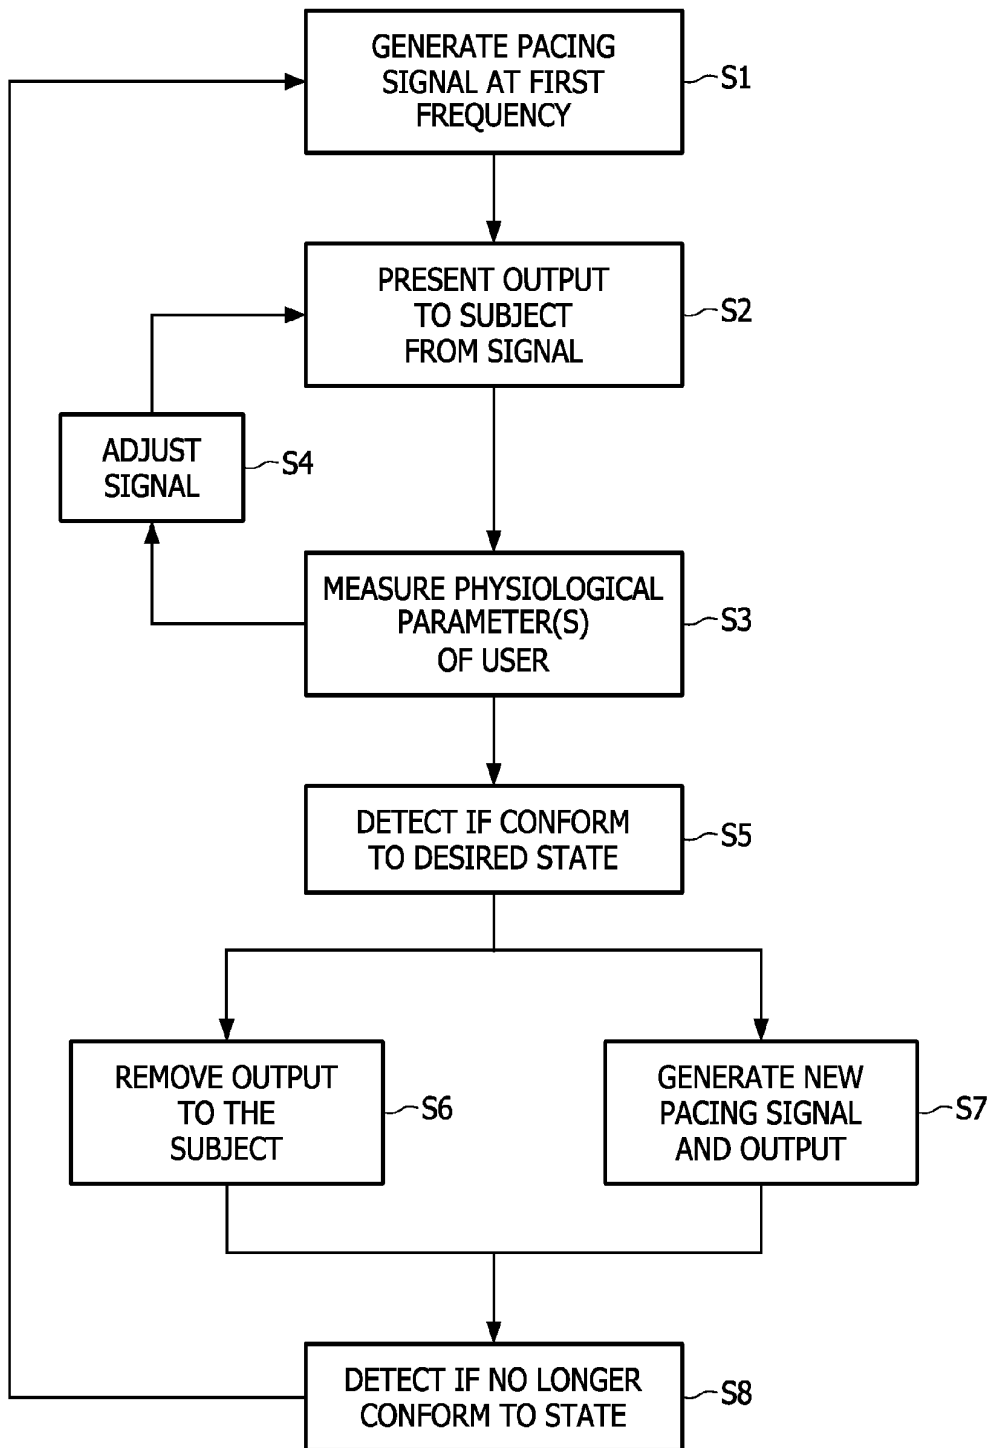 GENERATE PACING
SIGNAL AT FIRST
FREQUENCY
S1
PRESENT OUTPUT
TO SUBJECT
FROM SIGNAL
S2
ADJUST
SIGNAL
S4
MEASURE PHYSIOLOGICAL
PARAMETER(S)
OF USER
S3
DETECT IF CONFORM
TO DESIRED STATE
S5
REMOVE OUTPUT
TO THE
SUBJECT
S6
GENERATE NEW
PACING SIGNAL
AND OUTPUT
S7
DETECT IF NO LONGER
CONFORM TO STATE
S8